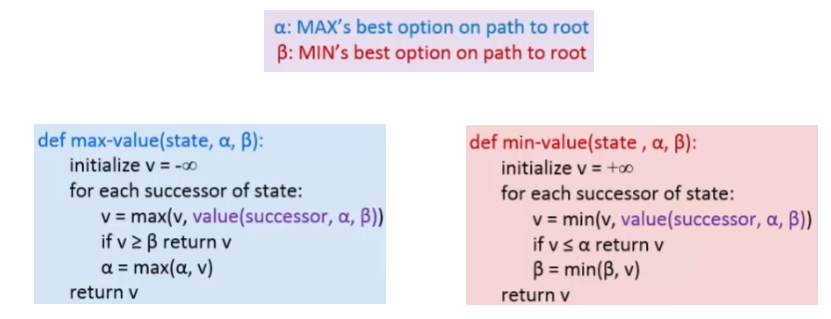 α: MAX's best option on path to root
β: MIN's best option on path to root
def max-value(state, α, β):
initialize v = -∞
for each successor of state:
v = max(v, value(successor, α, β))
if v ≥ β return v
α = max(α, v)
return v
def min-value(state , α, β):
initialize v = +∞
for each successor of state:
v = min(v, value(successor, α, β))
if v ≤ α return v
β = min(β, v)
return v